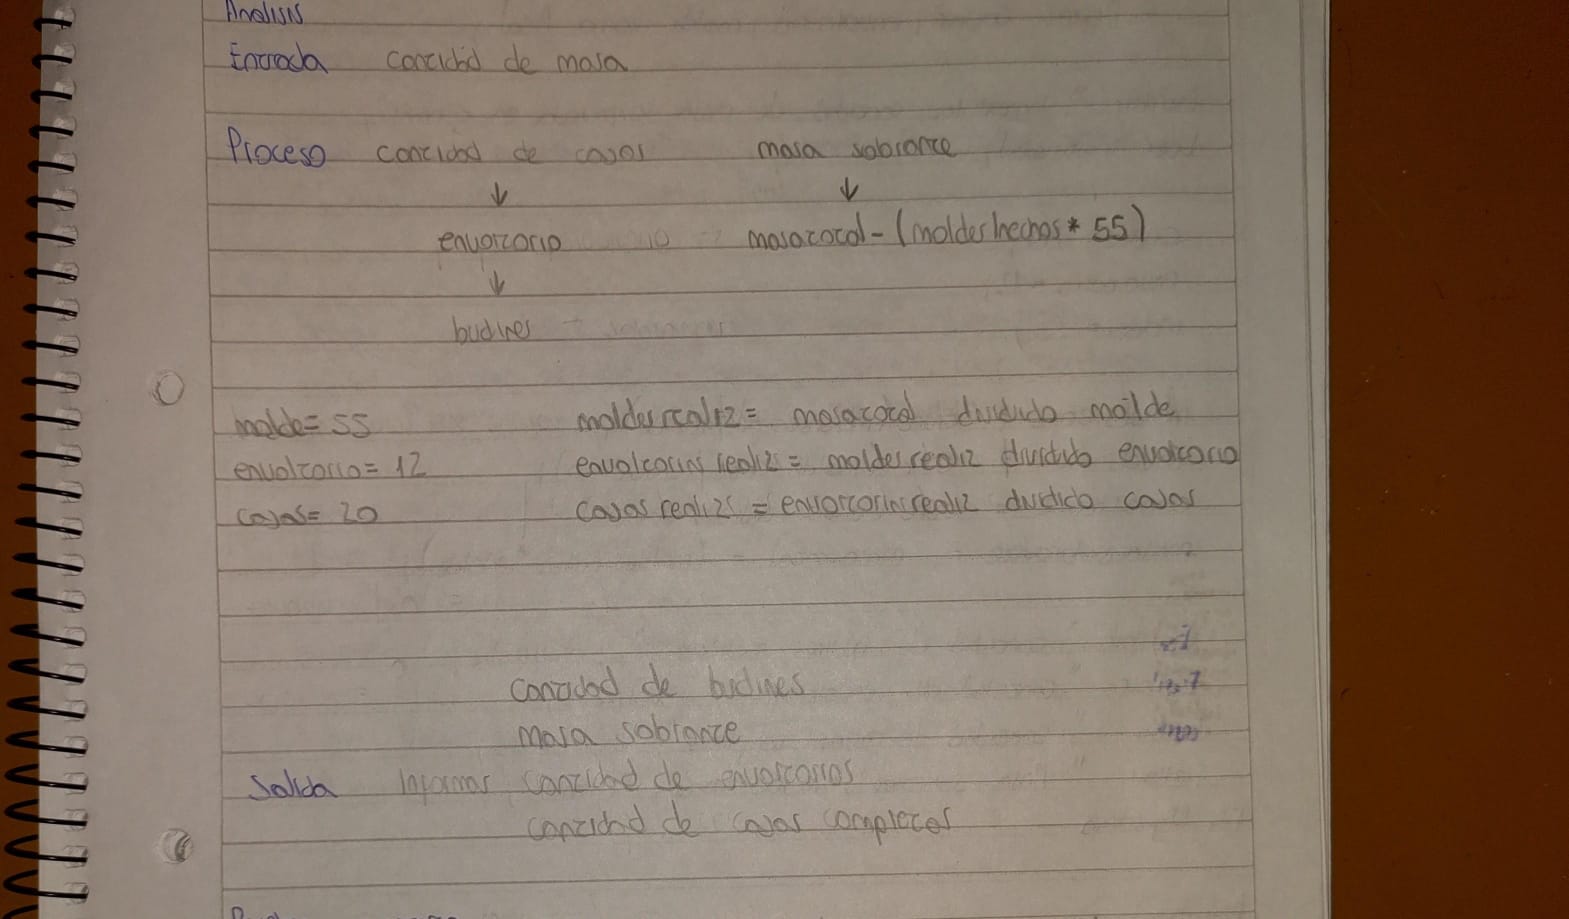 Analisis
Entrada cantidad de masa
Proceso cantidad de cajas masa sobrante
↓ ↓
envoltorio masatotal - (moldes hechos * 55)
↓
budines
molde = 55 moldes realiz = masatotal dividido molde
envoltorio = 12 envoltorios realiz = moldes realiz dividido envoltorio
cajas = 20 cajas realiz = envoltorios realiz dividido cajas
cantidad de budines
masa sobrante
Salida Informar cantidad de envoltorios
cantidad de cajas completas